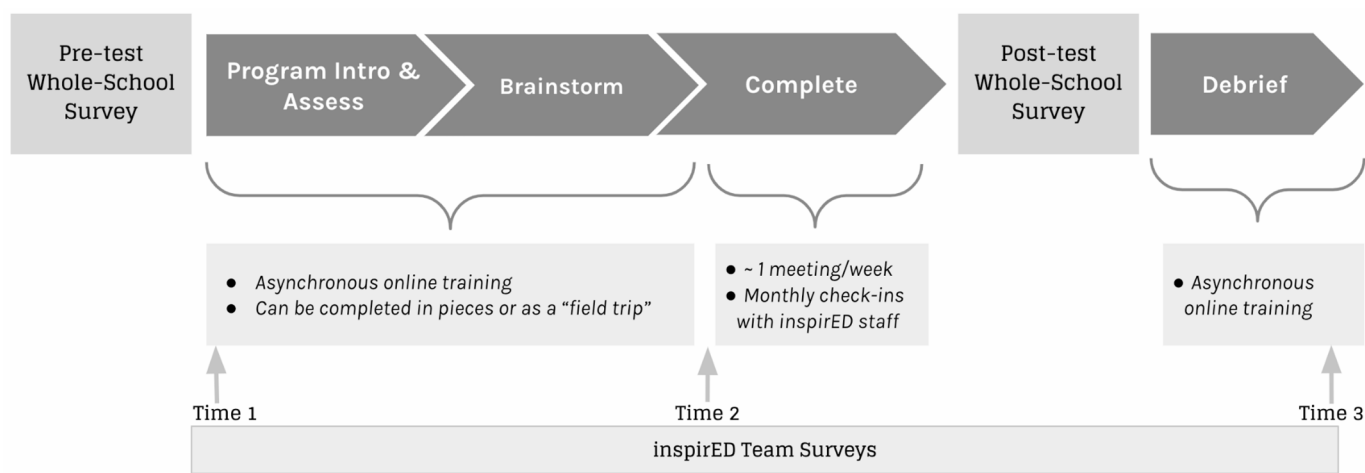 Pre-test
Whole-School
Survey
Program Intro &
Assess
Brainstorm
Complete
Post-test
Whole-School
Survey
Debrief
● Asynchronous online training
● Can be completed in pieces or as a “field trip”
● ~ 1 meeting/week
● Monthly check-ins
with inspirED staff
● Asynchronous
online training
Time 1
Time 2
Time 3
inspirED Team Surveys